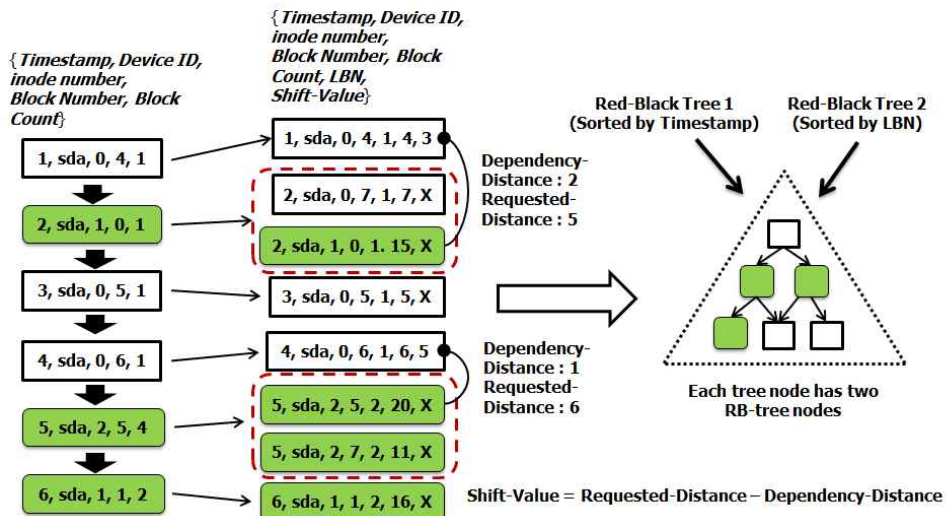 {Timestamp, Device ID,
inode number,
Block Number, Block
Count}
1, sda, 0, 4, 1
2, sda, 1, 0, 1
3, sda, 0, 5, 1
4, sda, 0, 6, 1
5, sda, 2, 5, 4
6, sda, 1, 1, 2
{Timestamp, Device ID,
inode number,
Block Number, Block
Count, LBN,
Shift-Value}
1, sda, 0, 4, 1, 4, 3
2, sda, 0, 7, 1, 7, X
2, sda, 1, 0, 1. 15, X
3, sda, 0, 5, 1, 5, X
4, sda, 0, 6, 1, 6, 5
5, sda, 2, 5, 2, 20, X
5, sda, 2, 7, 2, 11, X
6, sda, 1, 1, 2, 16, X
Dependency-
Distance : 2
Requested-
Distance : 5
Dependency-
Distance : 1
Requested-
Distance : 6
Red-Black Tree 1
(Sorted by Timestamp)
Red-Black Tree 2
(Sorted by LBN)
Each tree node has two
RB-tree nodes
Shift-Value = Requested-Distance – Dependency-Distance